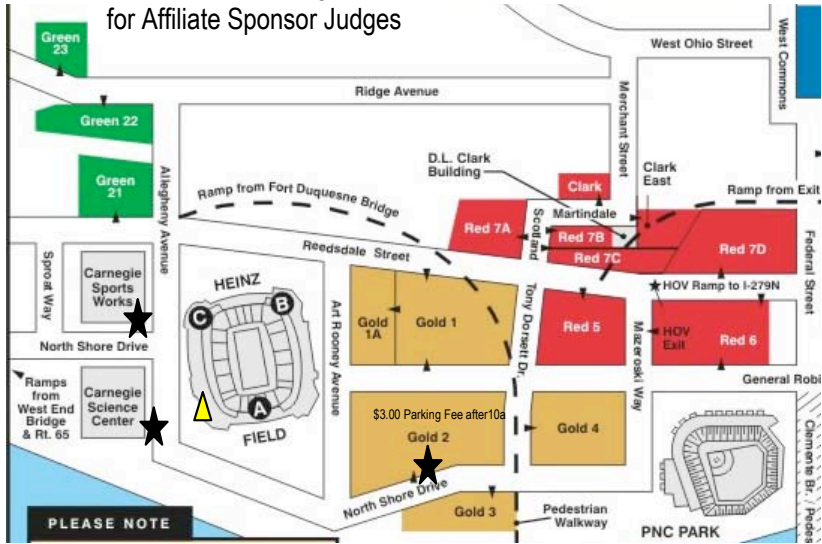 for Affiliate Sponsor Judges
Green
23
West Ohio Street
West Commons
Ridge Avenue
Green 22
Merchant Street
D.L. Clark
Building
Clark
East
Green
21
Allegheny Avenue
Ramp from Fort Duquesne Bridge
Clark
Ramp from Exit
Martindale
Scotland
Red 7A
Red 7B
Red 7C
Red 7D
Federal Street
Reedsdale Street
Sproat Way
Carnegie
Sports
Works
HEINZ
C
B
A
FIELD
Art Rooney Avenue
Gold
1A
Gold 1
Tony Dorsett Dr.
HOV Ramp to I-279N
Red 5
Mazeroski Way
HOV
Exit
Red 6
North Shore Drive
General Robi
Ramps
from
West End
Bridge
& Rt. 65
Carnegie
Science
Center
$3.00 Parking Fee after10a
Gold 2
Gold 4
North Shore Drive
Gold 3
Pedestrian
Walkway
PNC PARK
Clemente Br. / Pedes
PLEASE NOTE